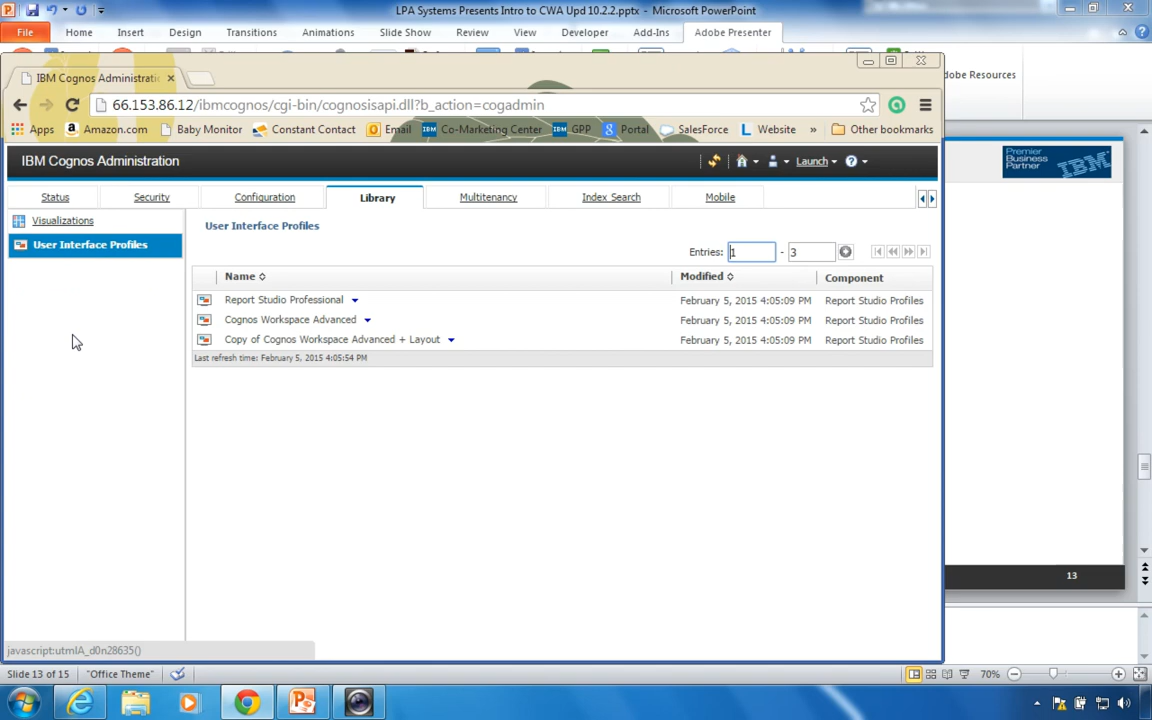 LPA Systems Presents Intro to CWA Upd 10.2.2.pptx - Microsoft PowerPoint
File Home Insert Design Transitions Animations Slide Show Review View Developer Add-Ins Adobe Presenter
IBM Cognos Administratic
dobe Resources
66.153.86.12/ibmcognos/cgi-bin/cognosisapi.dll?b_action=cogadmin
Apps Amazon.com Baby Monitor Constant Contact Email Co-Marketing Center GPP Portal SalesForce Website » Other bookmarks
IBM Cognos Administration
Launch
Premier
Business
Partner
IBM
Status Security Configuration Library Multitenancy Index Search Mobile
Visualizations
User Interface Profiles
User Interface Profiles
Entries: 1 - 3
Name Modified Component
Report Studio Professional February 5, 2015 4:05:09 PM Report Studio Profiles
Cognos Workspace Advanced February 5, 2015 4:05:09 PM Report Studio Profiles
Copy of Cognos Workspace Advanced + Layout February 5, 2015 4:05:09 PM Report Studio Profiles
Last refresh time: February 5, 2015 4:05:54 PM
13
javascript:utmlA_d0n28635()
Slide 13 of 15 "Office Theme" 70%